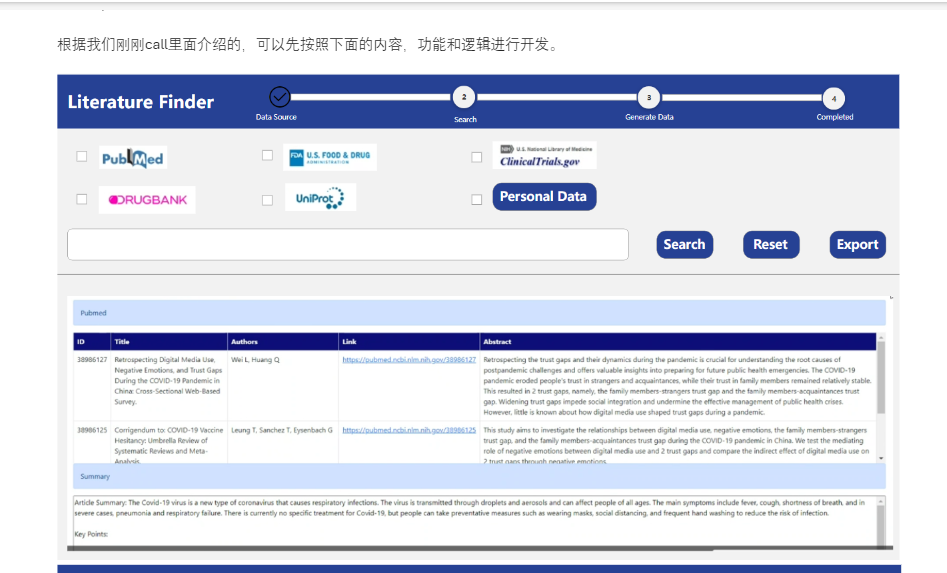 根据我们刚刚call里面介绍的，可以先按照下面的内容，功能和逻辑进行开发。
Literature Finder
2
3
4
Data Source
Search
Generate Data
Completed
PubMed
FDA U.S. FOOD & DRUG
ADMINISTRATION
NIH U.S. National Library of Medicine
ClinicalTrials.gov
DRUGBANK
UniProt
Personal Data
Search
Reset
Export
Pubmed
ID Title Authors Link Abstract
38986127 Retrospecting Digital Media Use, Wei L, Huang Q https://pubmed.ncbi.nlm.nih.gov/38986127 Retrospecting the trust gaps and their dynamics during the pandemic is crucial for understanding the root causes of
Negative Emotions, and Trust Gaps postpandemic challenges and offers valuable insights into preparing for future public health emergencies. The COVID-19
During the COVID-19 Pandemic in pandemic eroded people's trust in strangers and acquaintances, while their trust in family members remained relatively stable.
China: Cross-Sectional Web-Based This resulted in 2 trust gaps, namely, the family members-strangers trust gap and the family members-acquaintances trust
Survey. gap. Widening trust gaps impede social integration and undermine the effective management of public health crises.
However, little is known about how digital media use shaped trust gaps during a pandemic.
38986125 Corrigendum to: COVID-19 Vaccine Leung T, Sanchez T, Eysenbach G https://pubmed.ncbi.nlm.nih.gov/38986125 This study aims to investigate the relationships between digital media use, negative emotions, the family members-strangers
Hesitancy: Umbrella Review of trust gap, and the family members-acquaintances trust gap during the COVID-19 pandemic in China. We test the mediating
Systematic Reviews and Meta- role of negative emotions between digital media use and 2 trust gaps and compare the indirect effect of digital media use on
Analysis. 2 trust gaps through negative emotions.
Summary
Article Summary: The Covid-19 virus is a new type of coronavirus that causes respiratory infections. The virus is transmitted through droplets and aerosols and can affect people of all ages. The main symptoms include fever, cough, shortness of breath, and in
severe cases, pneumonia and respiratory failure. There is currently no specific treatment for Covid-19, but people can take preventative measures such as wearing masks, social distancing, and frequent hand washing to reduce the risk of infection.
Key Points: